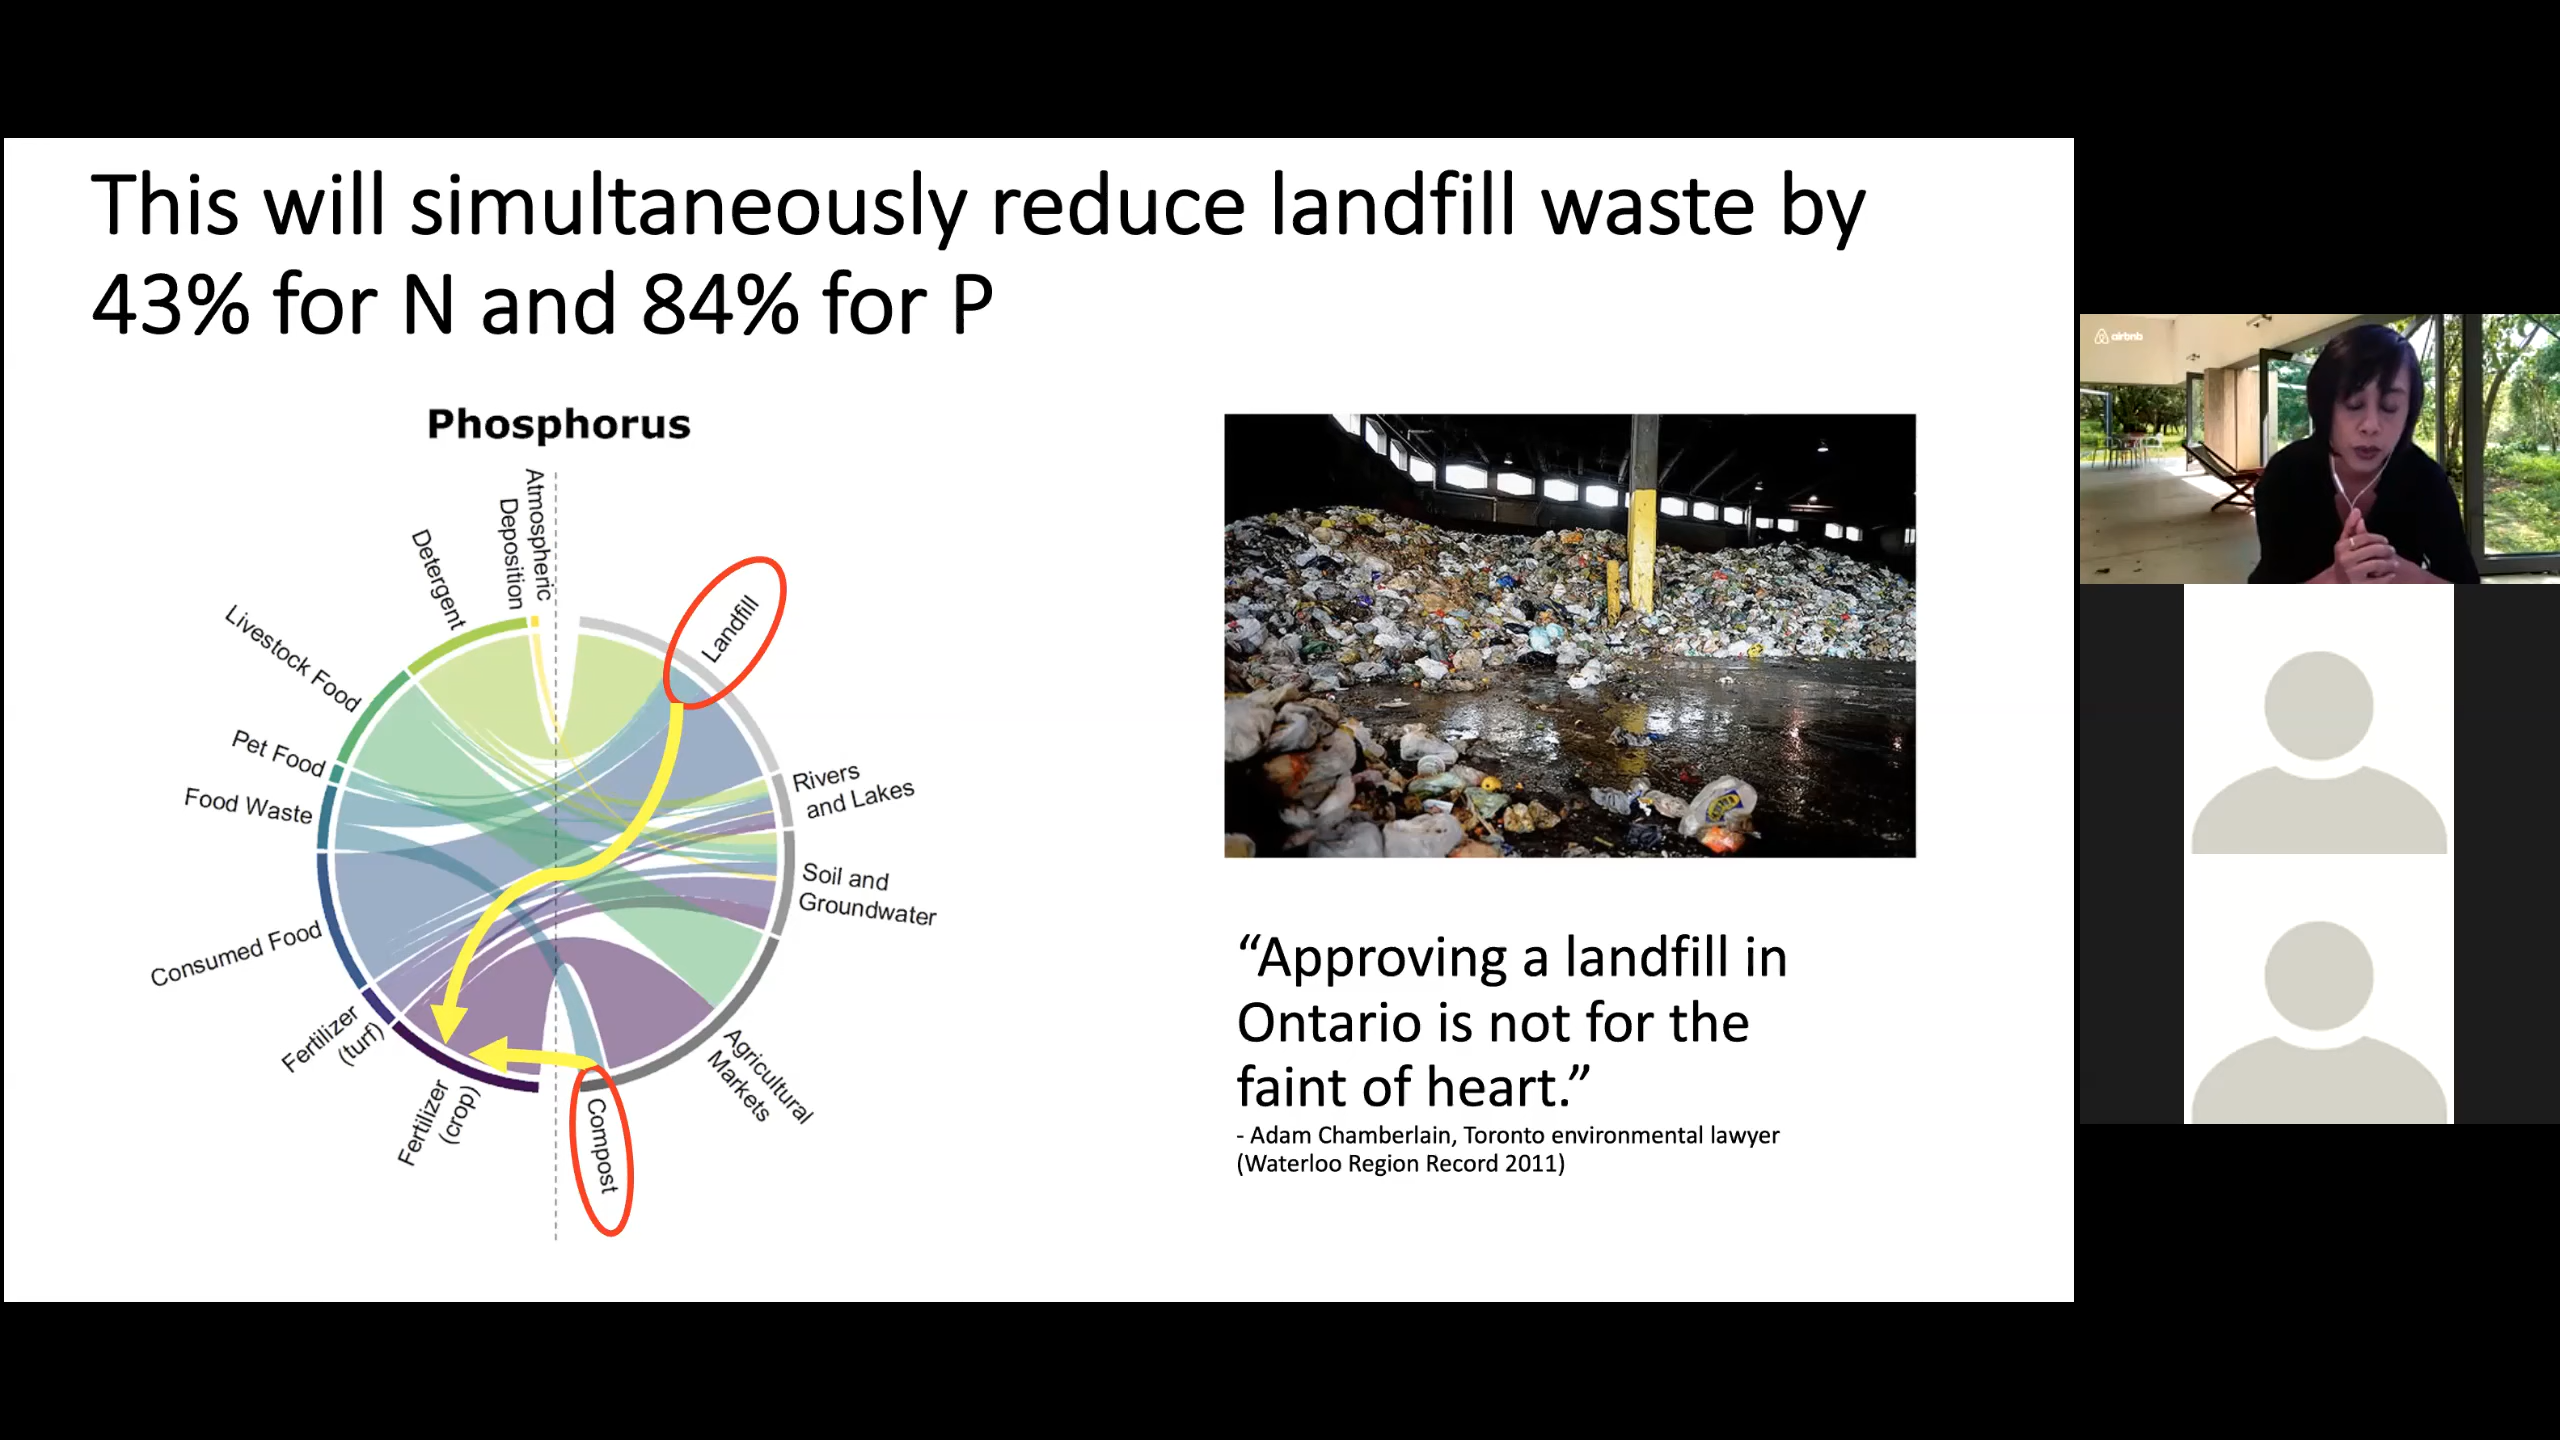 This will simultaneously reduce landfill waste by
43% for N and 84% for P
Phosphorus
Atmospheric
Deposition
Detergent
Livestock Food
Pet Food
Food Waste
Consumed Food
Fertilizer
(turf)
Fertilizer
(crop)
Landfill
Rivers
and Lakes
Soil and
Groundwater
Agricultural
Markets
Compost
“Approving a landfill in
Ontario is not for the
faint of heart.”
- Adam Chamberlain, Toronto environmental lawyer
(Waterloo Region Record 2011)
airbnb